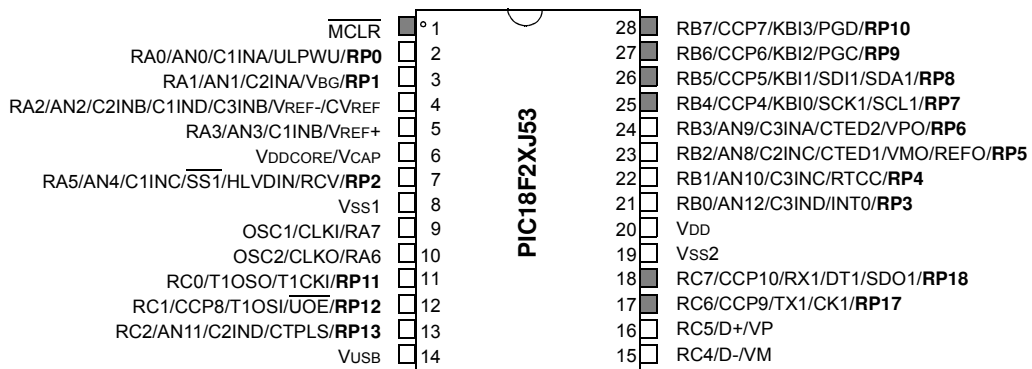 MCLR ° 1
RA0/AN0/C1INA/ULPWU/RP0 2
RA1/AN1/C2INA/VBG/RP1 3
RA2/AN2/C2INB/C1IND/C3INB/VREF-/CVREF 4
RA3/AN3/C1INB/VREF+ 5
VDDCORE/VCAP 6
RA5/AN4/C1INC/SS1/HLVDIN/RCV/RP2 7
VSS1 8
OSC1/CLKI/RA7 9
OSC2/CLKO/RA6 10
RC0/T1OSO/T1CKI/RP11 11
RC1/CCP8/T1OSI/UOE/RP12 12
RC2/AN11/C2IND/CTPLS/RP13 13
VUSB 14
PIC18F2XJ53
28 RB7/CCP7/KBI3/PGD/RP10
27 RB6/CCP6/KBI2/PGC/RP9
26 RB5/CCP5/KBI1/SDI1/SDA1/RP8
25 RB4/CCP4/KBI0/SCK1/SCL1/RP7
24 RB3/AN9/C3INA/CTED2/VPO/RP6
23 RB2/AN8/C2INC/CTED1/VMO/REFO/RP5
22 RB1/AN10/C3INC/RTCC/RP4
21 RB0/AN12/C3IND/INT0/RP3
20 VDD
19 VSS2
18 RC7/CCP10/RX1/DT1/SDO1/RP18
17 RC6/CCP9/TX1/CK1/RP17
16 RC5/D+/VP
15 RC4/D-/VM